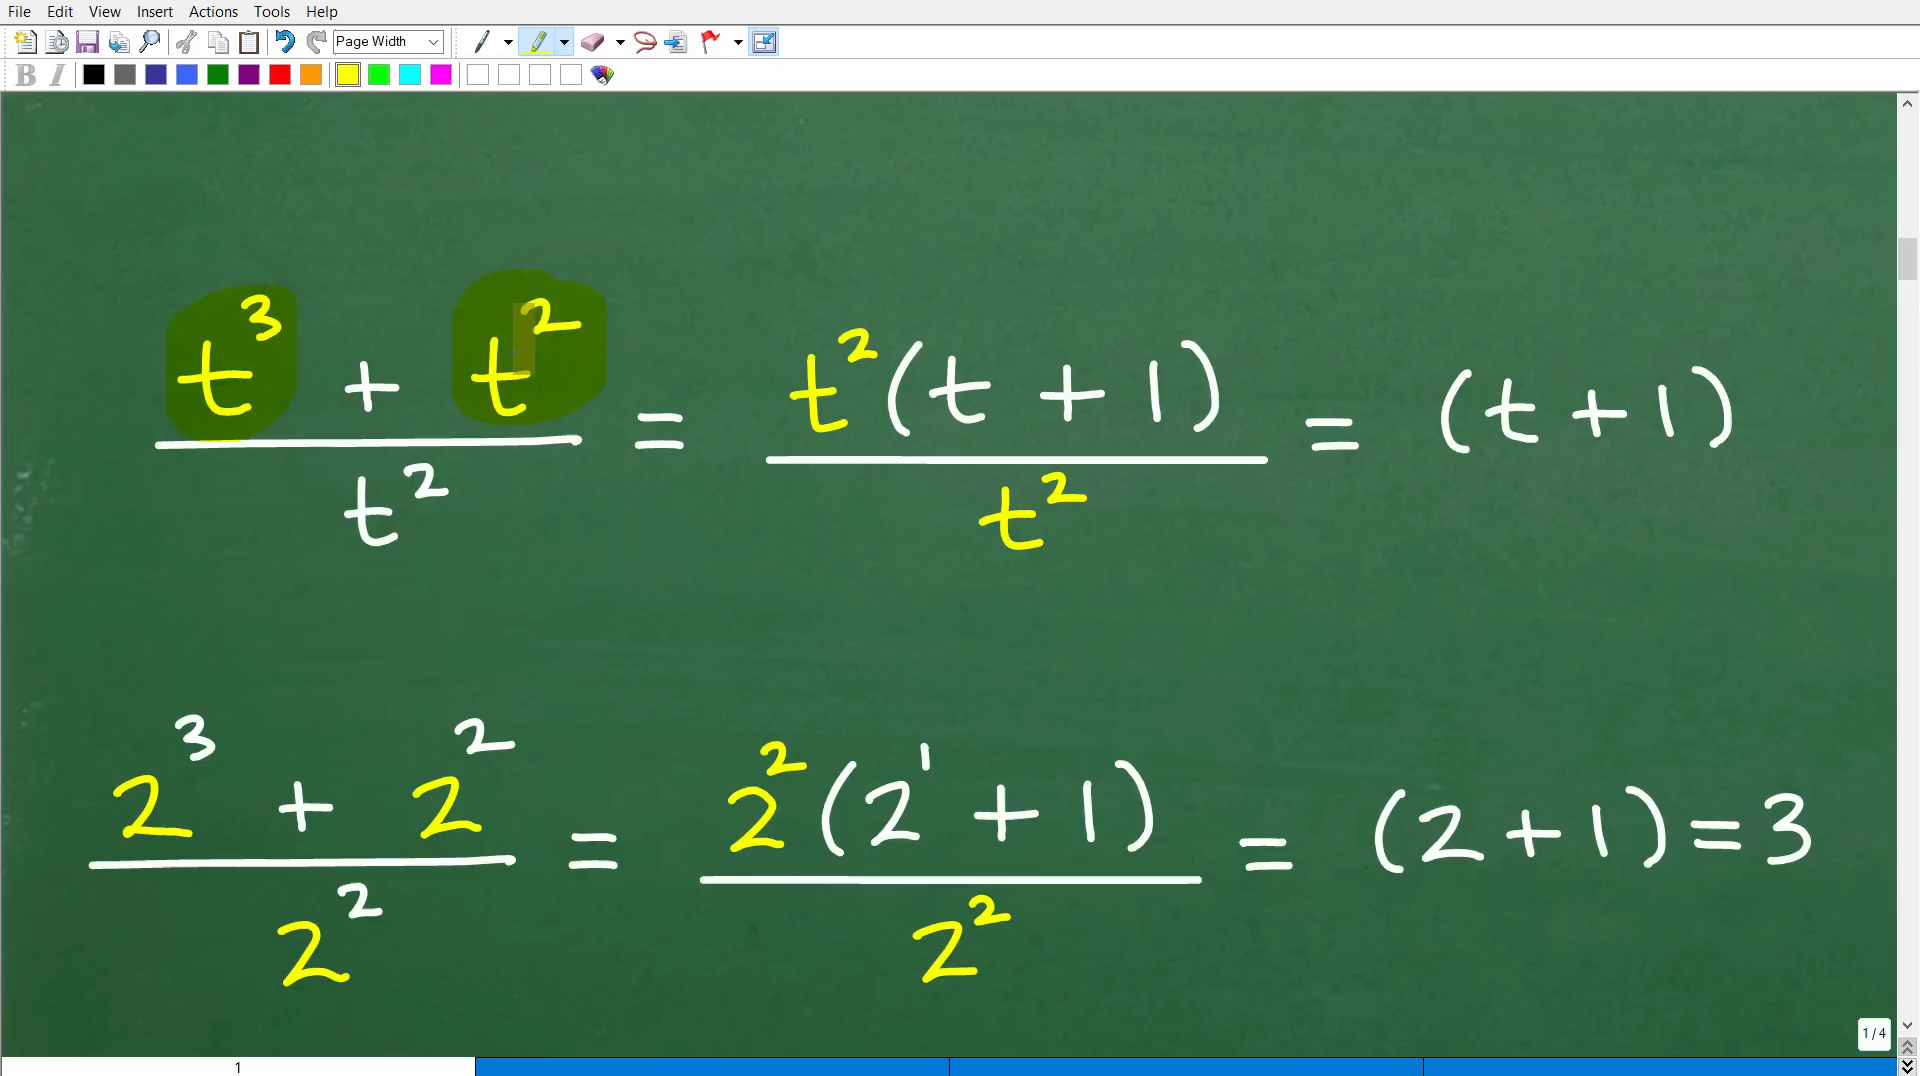 File Edit View Insert Actions Tools Help
Page Width
B I
t³ + t² / t² = t²(t + 1) / t² = (t + 1)
2³ + 2² / 2² = 2²(2¹ + 1) / 2² = (2 + 1) = 3
1 / 4
1